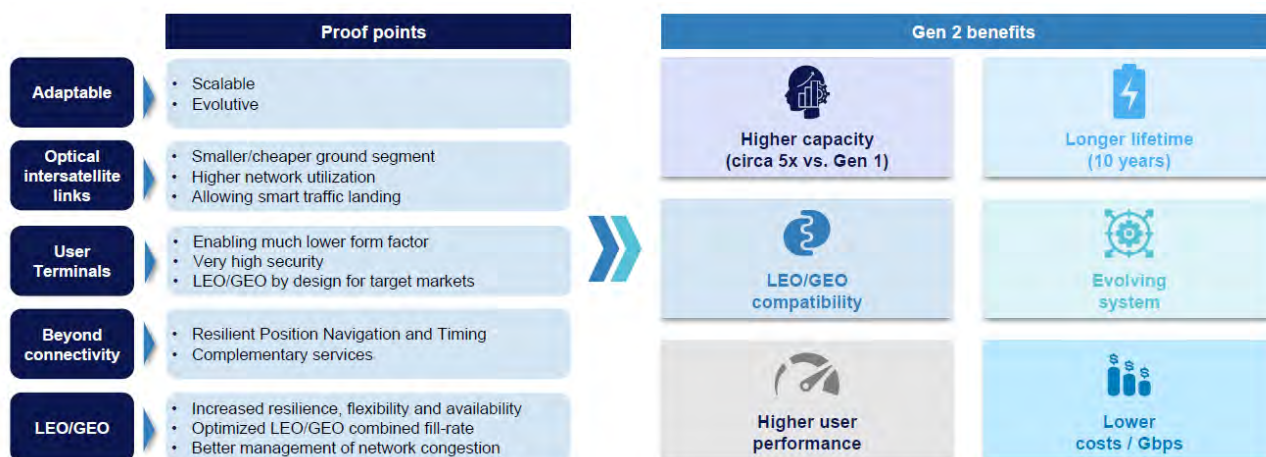 Proof points
Adaptable
• Scalable
• Evolutive
Optical
intersatellite
links
• Smaller/cheaper ground segment
• Higher network utilization
• Allowing smart traffic landing
User
Terminals
• Enabling much lower form factor
• Very high security
• LEO/GEO by design for target markets
Beyond
connectivity
• Resilient Position Navigation and Timing
• Complementary services
LEO/GEO
• Increased resilience, flexibility and availability
• Optimized LEO/GEO combined fill-rate
• Better management of network congestion
Gen 2 benefits
Higher capacity
(circa 5x vs. Gen 1)
Longer lifetime
(10 years)
LEO/GEO
compatibility
Evolving
system
Higher user
performance
$ $ $
Lower
costs / Gbps